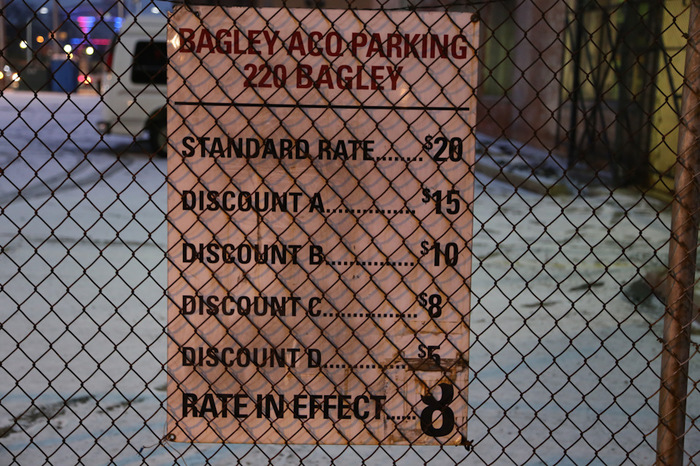 BAGLEY ACO PARKING
220 BAGLEY
STANDARD RATE........$20
DISCOUNT A...............$15
DISCOUNT B...............$10
DISCOUNT C................$8
DISCOUNT D................$5
RATE IN EFFECT.....8